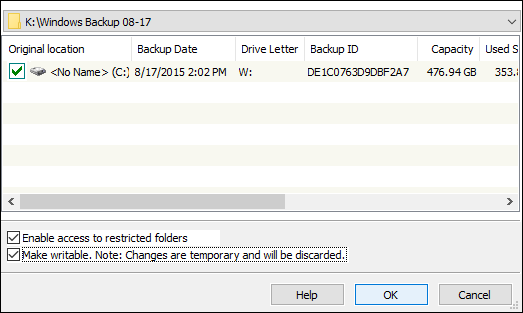 K:\Windows Backup 08-17
Original location Backup Date Drive Letter Backup ID Capacity Used S
<No Name> (C:) 8/17/2015 2:02 PM W: DE1C0763D9DBF2A7 476.94 GB 353.8
Enable access to restricted folders
Make writable. Note: Changes are temporary and will be discarded.
Help OK Cancel